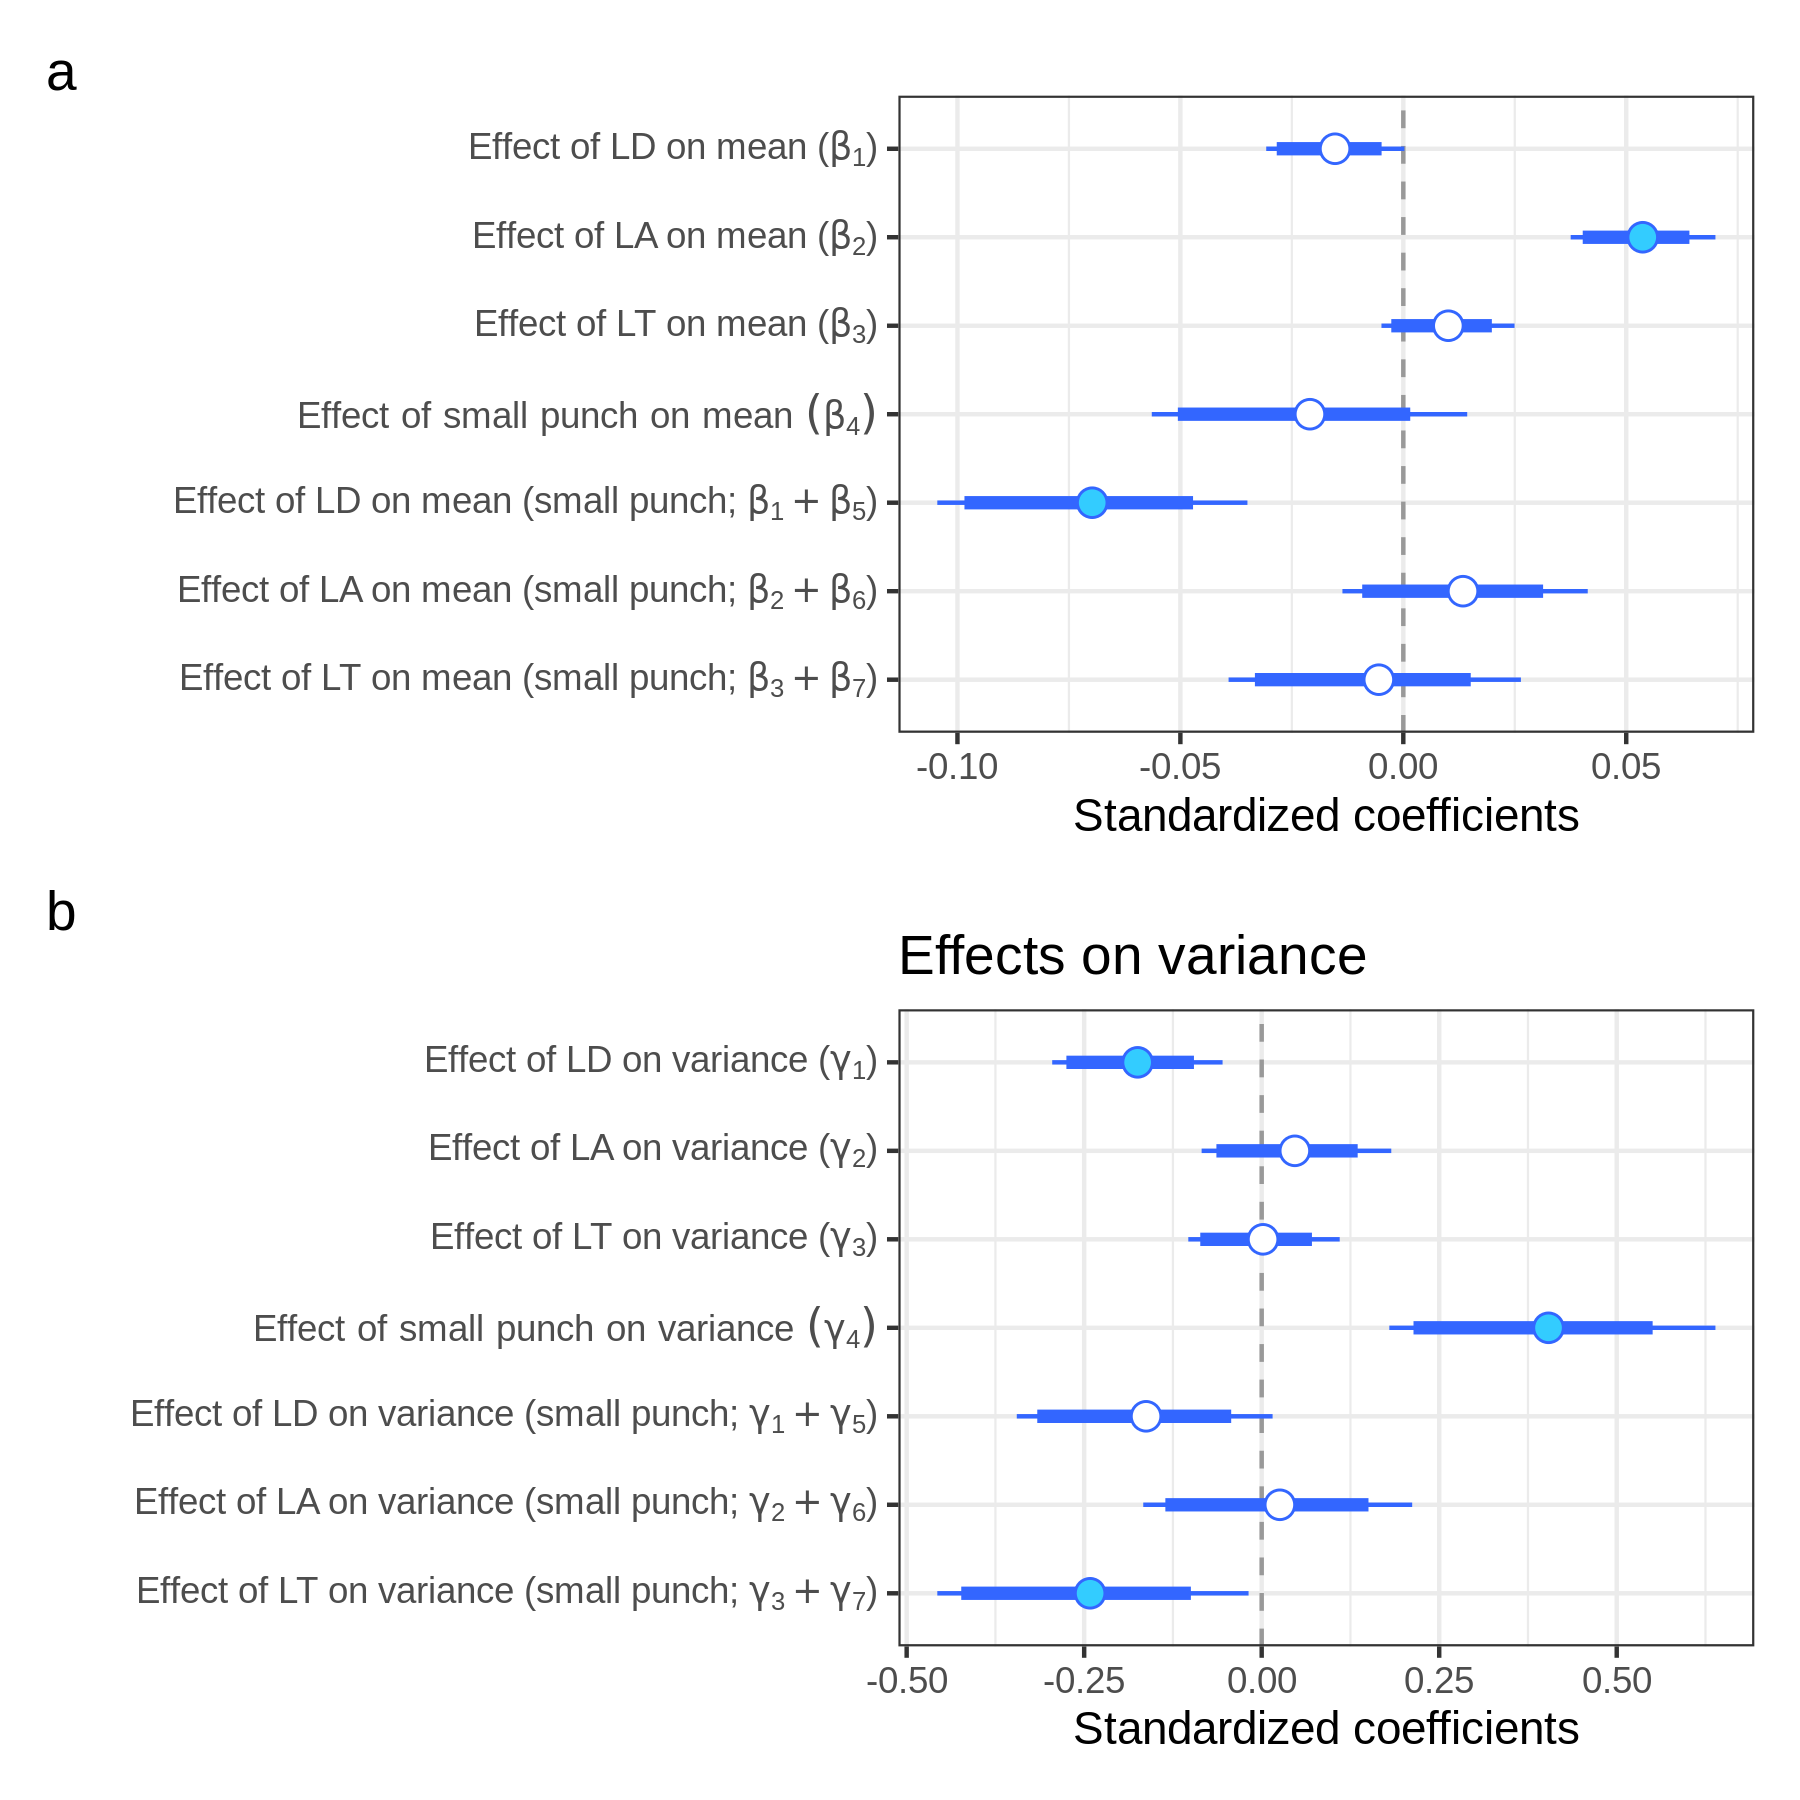 a
Effect of LD on mean (β₁)
Effect of LA on mean (β₂)
Effect of LT on mean (β₃)
Effect of small punch on mean (β₄)
Effect of LD on mean (small punch; β₁ + β₅)
Effect of LA on mean (small punch; β₂ + β₆)
Effect of LT on mean (small punch; β₃ + β₇)
-0.10 -0.05 0.00 0.05
Standardized coefficients
b
Effects on variance
Effect of LD on variance (γ₁)
Effect of LA on variance (γ₂)
Effect of LT on variance (γ₃)
Effect of small punch on variance (γ₄)
Effect of LD on variance (small punch; γ₁ + γ₅)
Effect of LA on variance (small punch; γ₂ + γ₆)
Effect of LT on variance (small punch; γ₃ + γ₇)
-0.50 -0.25 0.00 0.25 0.50
Standardized coefficients